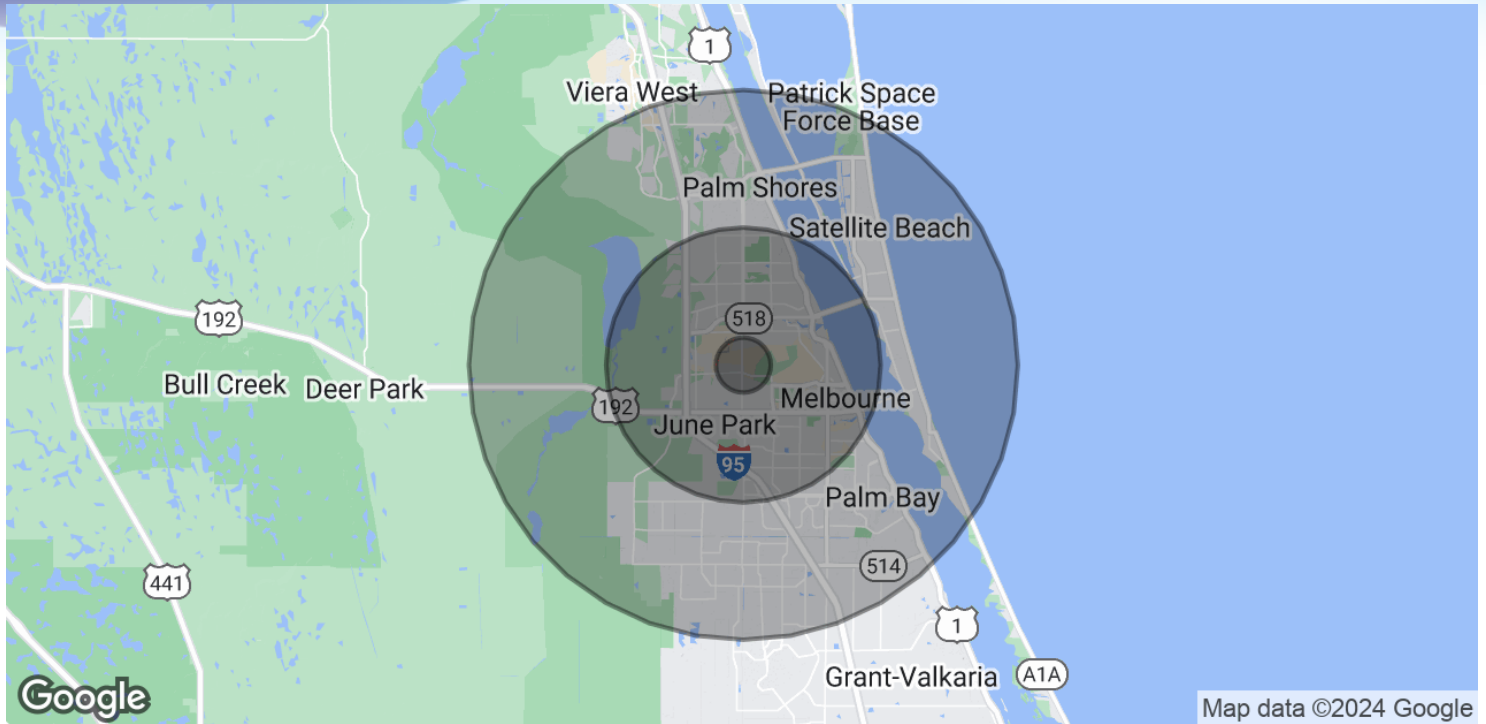 1
Viera West
Patrick Space
Force Base
Palm Shores
Satellite Beach
192
518
Bull Creek
Deer Park
192
Melbourne
June Park
95
Palm Bay
514
441
1
Grant-Valkaria
A1A
Google
Map data ©2024 Google